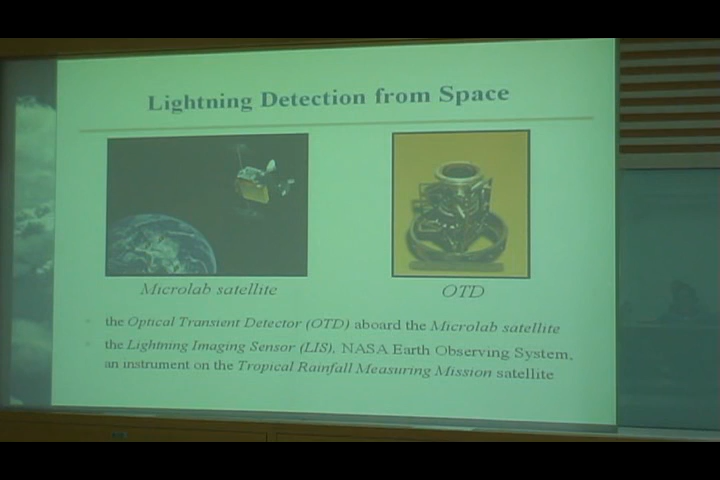 Lightning Detection from Space
Microlab satellite
OTD
the Optical Transient Detector (OTD) aboard the Microlab satellite
the Lightning Imaging Sensor (LIS), NASA Earth Observing System,
an instrument on the Tropical Rainfall Measuring Mission satellite